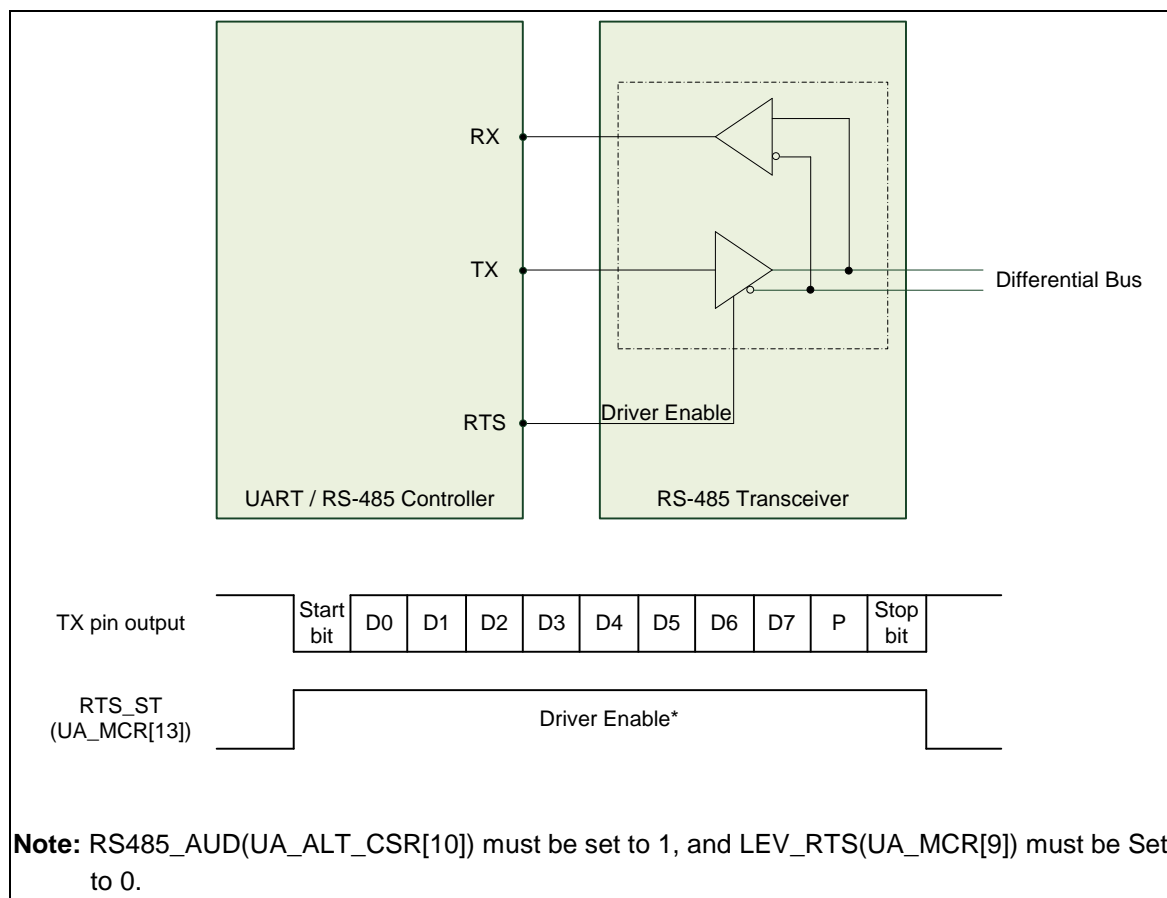 RX
TX
Differential Bus
RTS
Driver Enable
UART / RS-485 Controller
RS-485 Transceiver
TX pin output
Start
bit
D0
D1
D2
D3
D4
D5
D6
D7
P
Stop
bit
RTS_ST
(UA_MCR[13])
Driver Enable*
Note: RS485_AUD(UA_ALT_CSR[10]) must be set to 1, and LEV_RTS(UA_MCR[9]) must be Set
to 0.